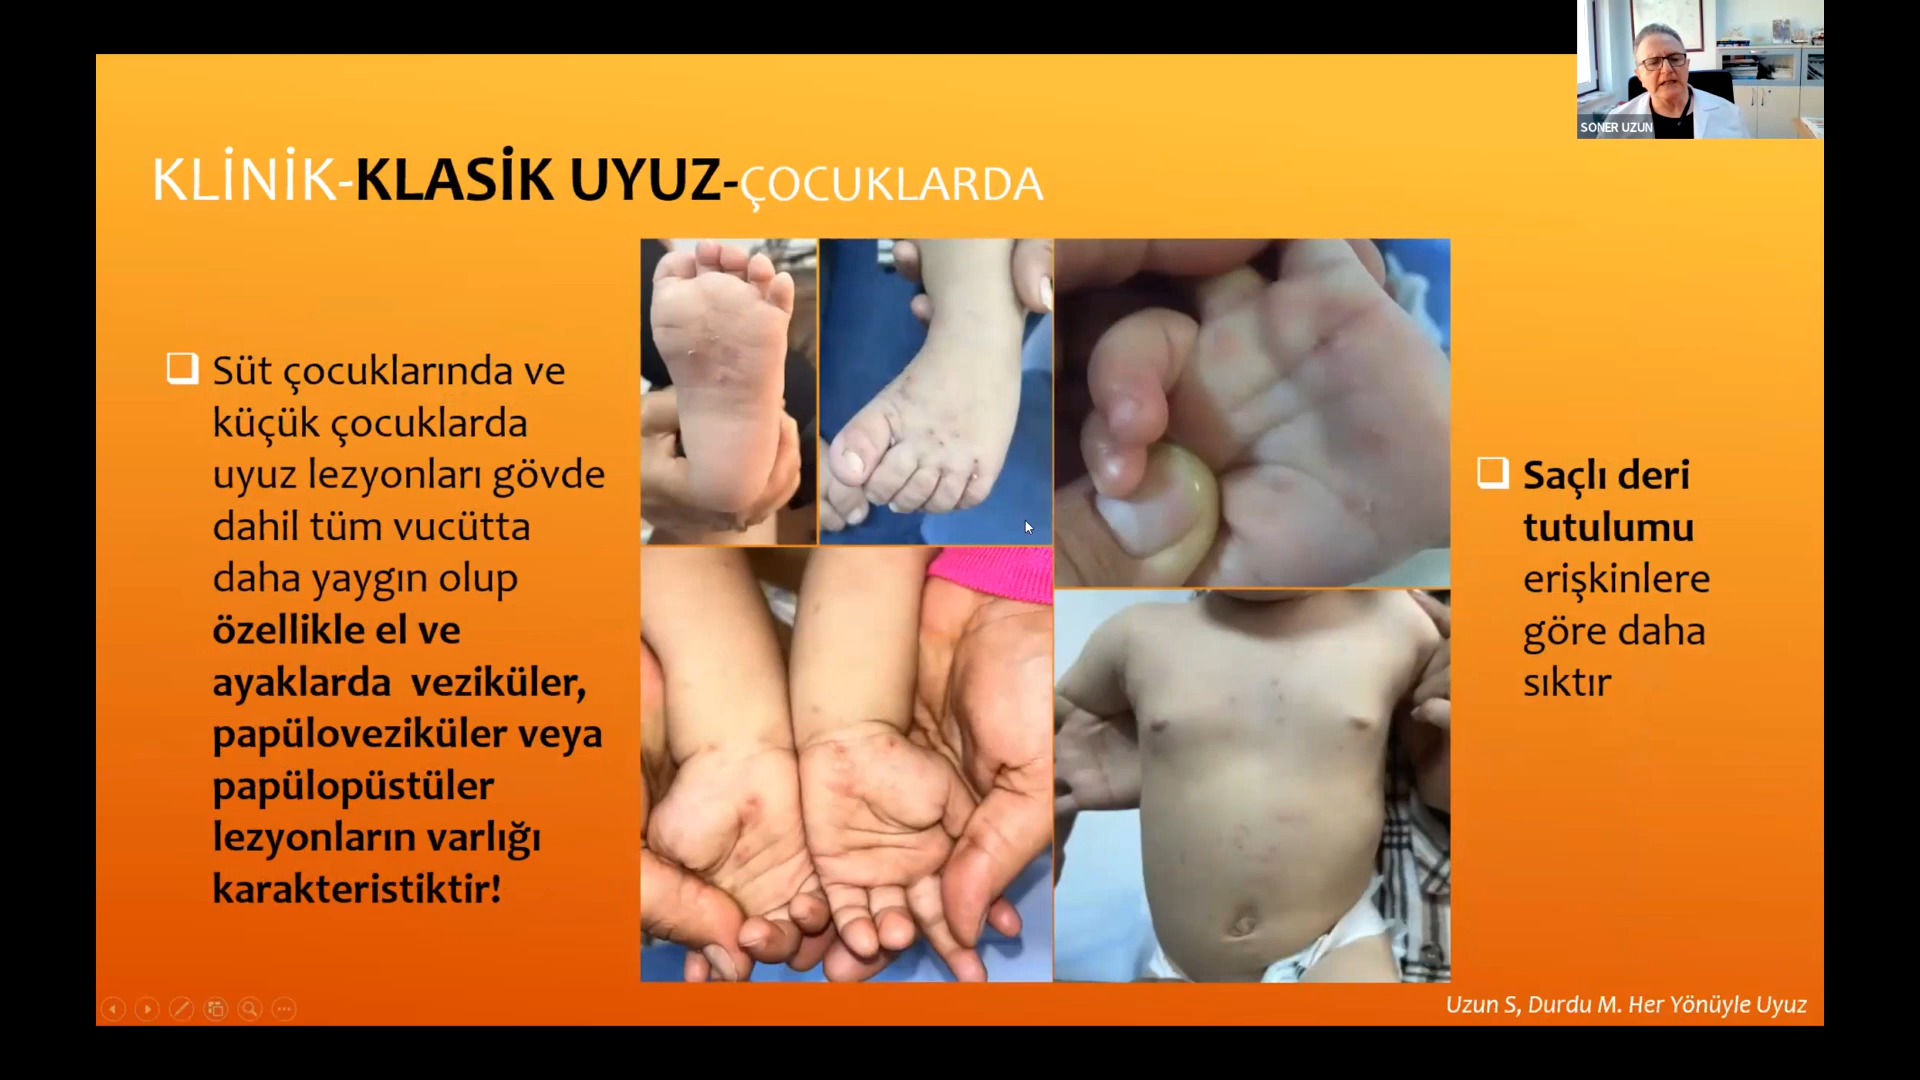 SONER UZUN
KLİNİK-KLASİK UYUZ-ÇOCUKLARDA
Süt çocuklarında ve
küçük çocuklarda
uyuz lezyonları gövde
dahil tüm vucütta
daha yaygın olup
özellikle el ve
ayaklarda veziküler,
papüloveziküler veya
papülopüstüler
lezyonların varlığı
karakteristiktir!
Saçlı deri
tutulumu
erişkinlere
göre daha
sıktır
Uzun S, Durdu M. Her Yönüyle Uyuz